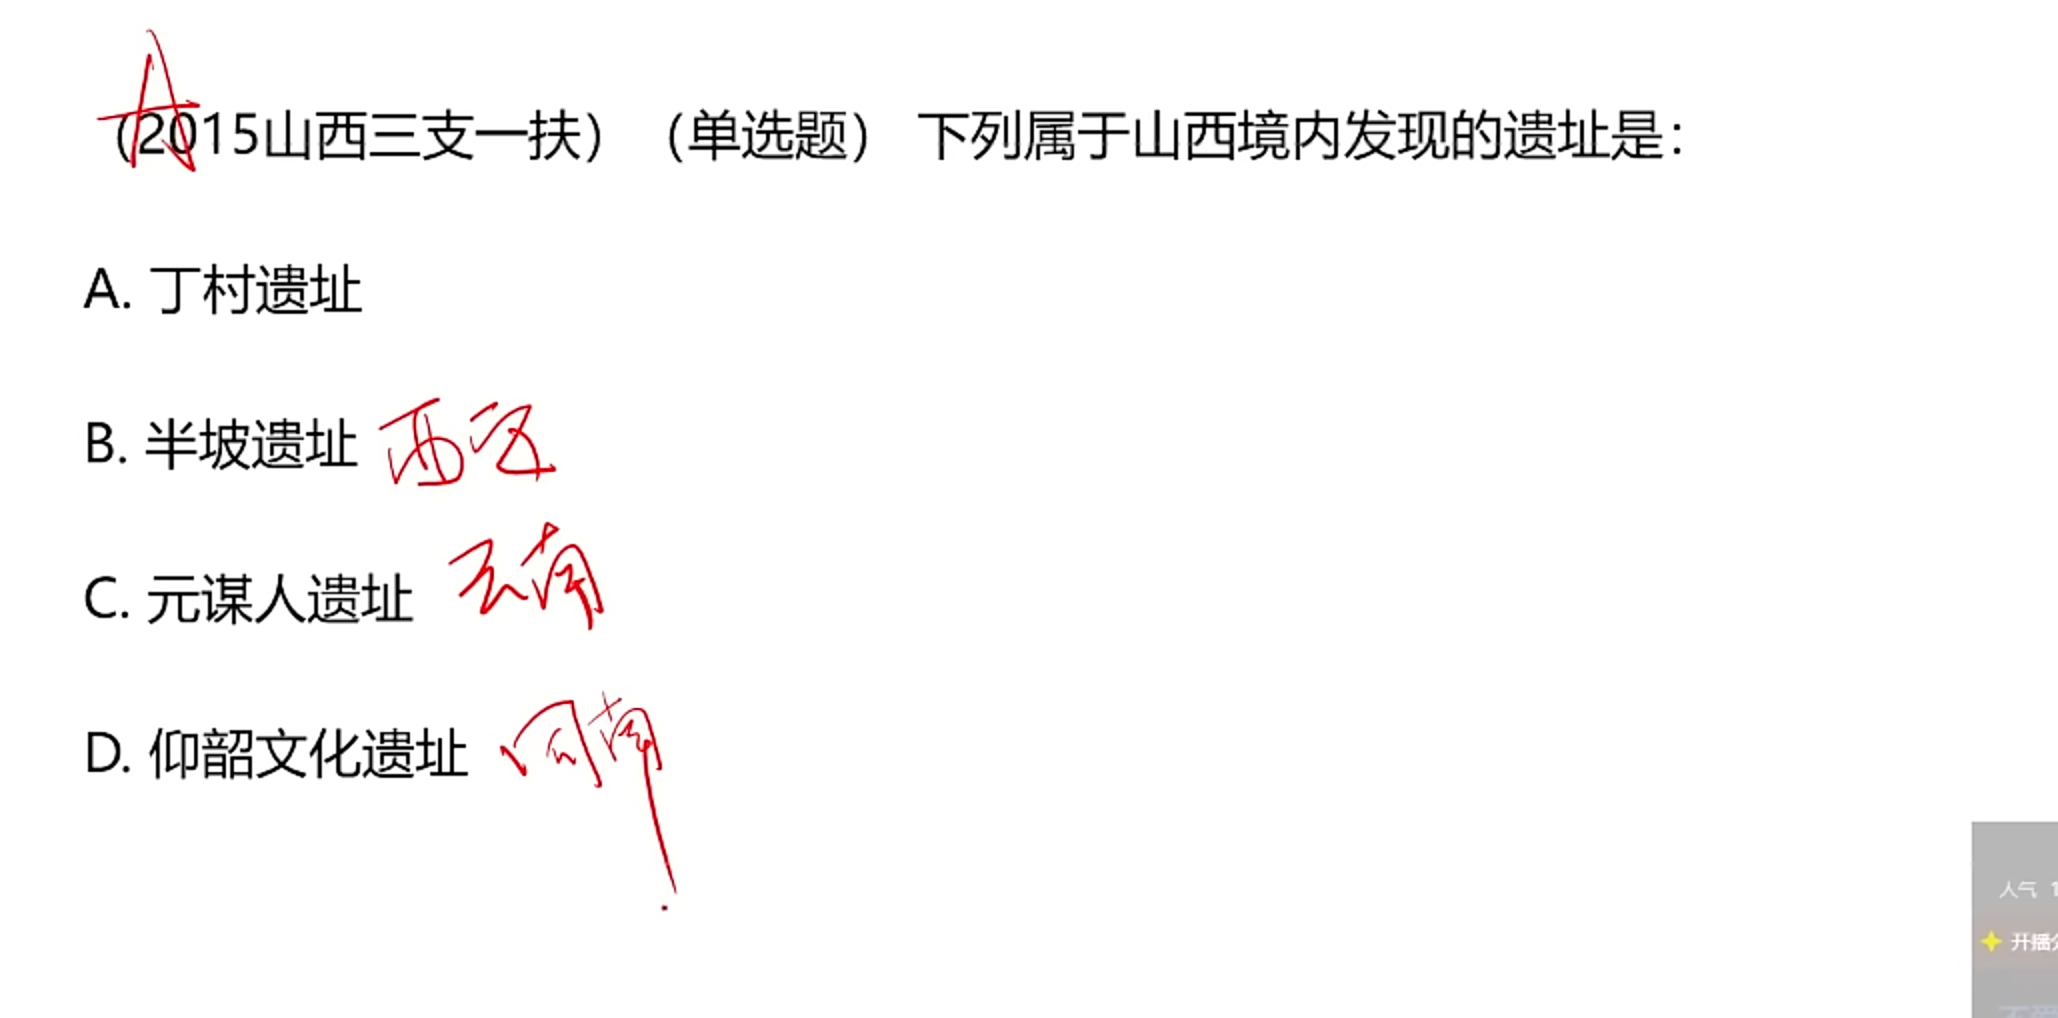 A
（2015山西三支一扶）（单选题） 下列属于山西境内发现的遗址是：
A. 丁村遗址
B. 半坡遗址 西安
C. 元谋人遗址 云南
D. 仰韶文化遗址 河南
人气 1
开播